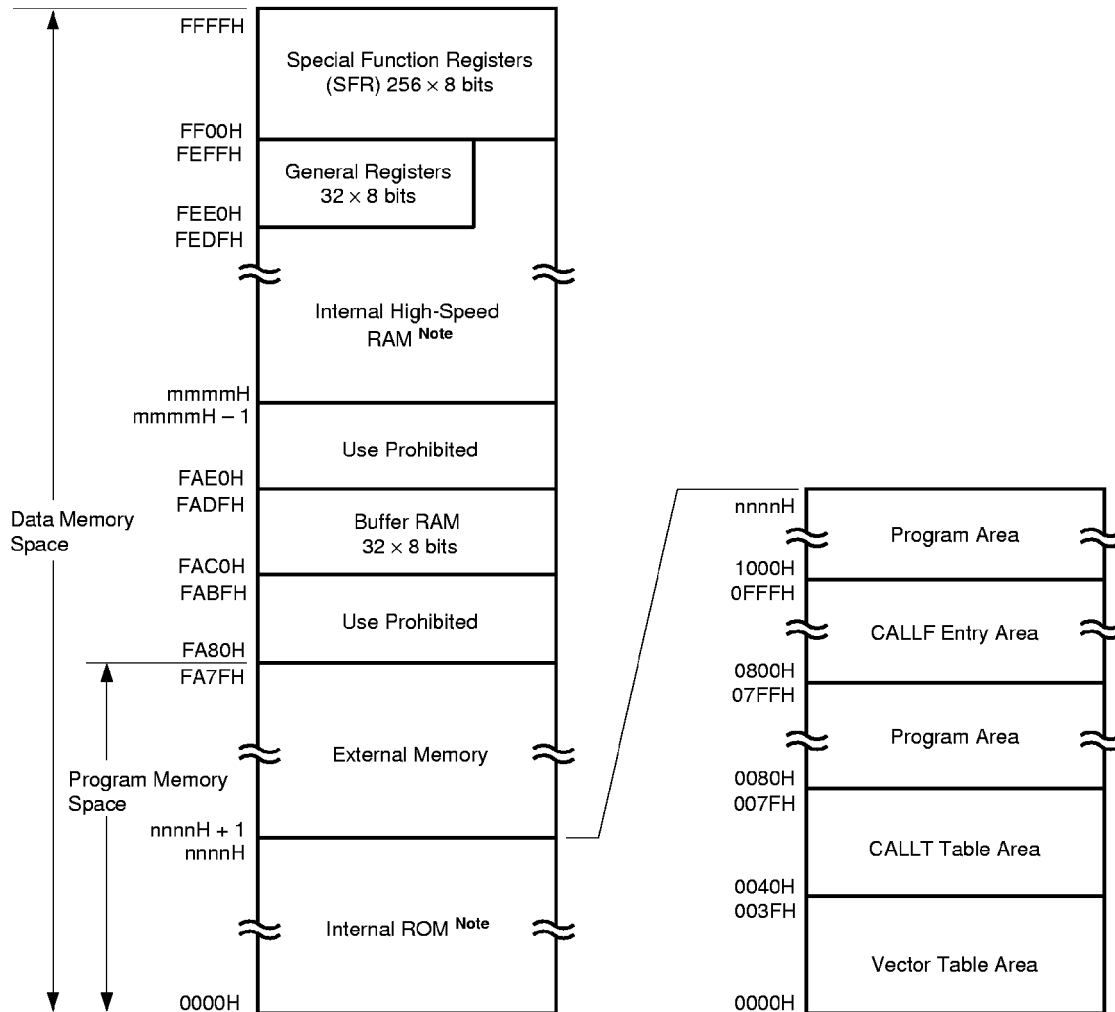 FFFFH
Special Function Registers
(SFR) 256 × 8 bits
FF00H
FEFFH
General Registers
32 × 8 bits
FEE0H
FEDFH
Internal High-Speed
RAM Note
mmmmH
mmmmH – 1
Use Prohibited
FAE0H
FADFH
Data Memory
Space
Buffer RAM
32 × 8 bits
FAC0H
FABFH
Use Prohibited
FA80H
FA7FH
External Memory
Program Memory
Space
nnnnH + 1
nnnnH
Internal ROM Note
0000H
nnnnH
Program Area
1000H
0FFFH
CALLF Entry Area
0800H
07FFH
Program Area
0080H
007FH
CALLT Table Area
0040H
003FH
Vector Table Area
0000H